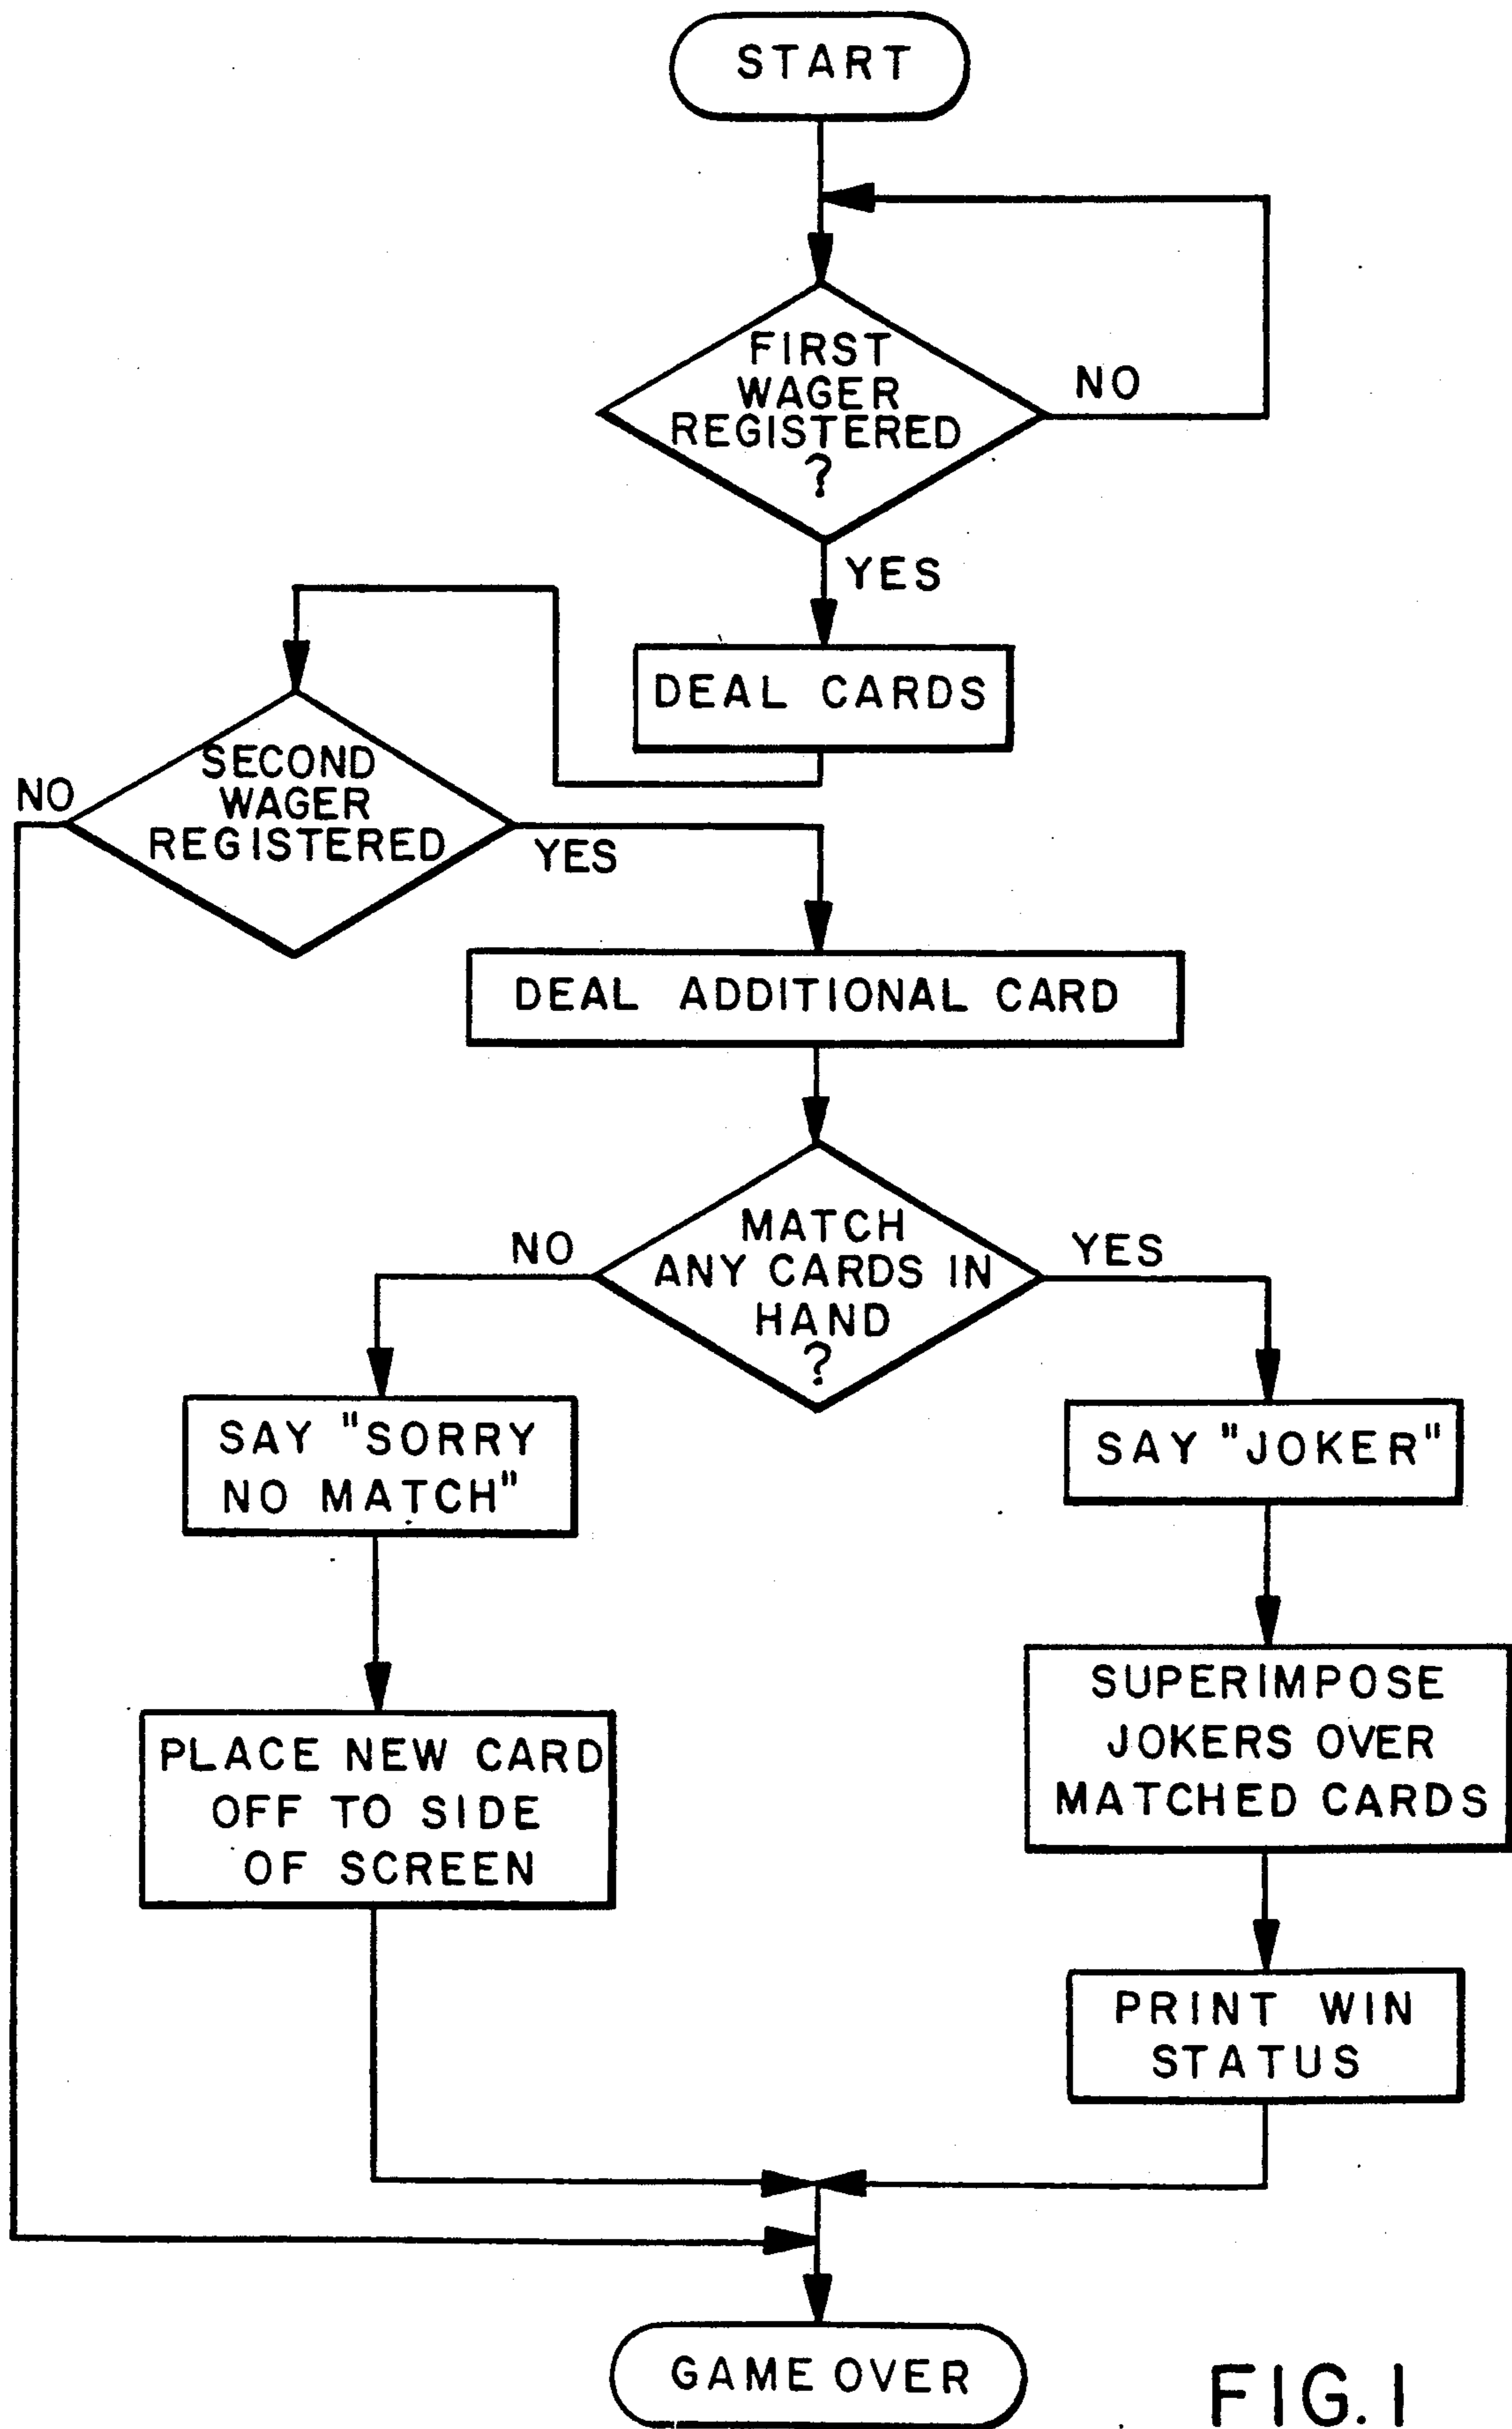 START
FIRST
WAGER
REGISTERED
?
NO
YES
DEAL CARDS
SECOND
WAGER
REGISTERED
NO
YES
DEAL ADDITIONAL CARD
MATCH
ANY CARDS IN
HAND
?
NO
YES
SAY "SORRY
NO MATCH"
SAY "JOKER"
PLACE NEW CARD
OFF TO SIDE
OF SCREEN
SUPERIMPOSE
JOKERS OVER
MATCHED CARDS
PRINT WIN
STATUS
GAME OVER
FIG. 1